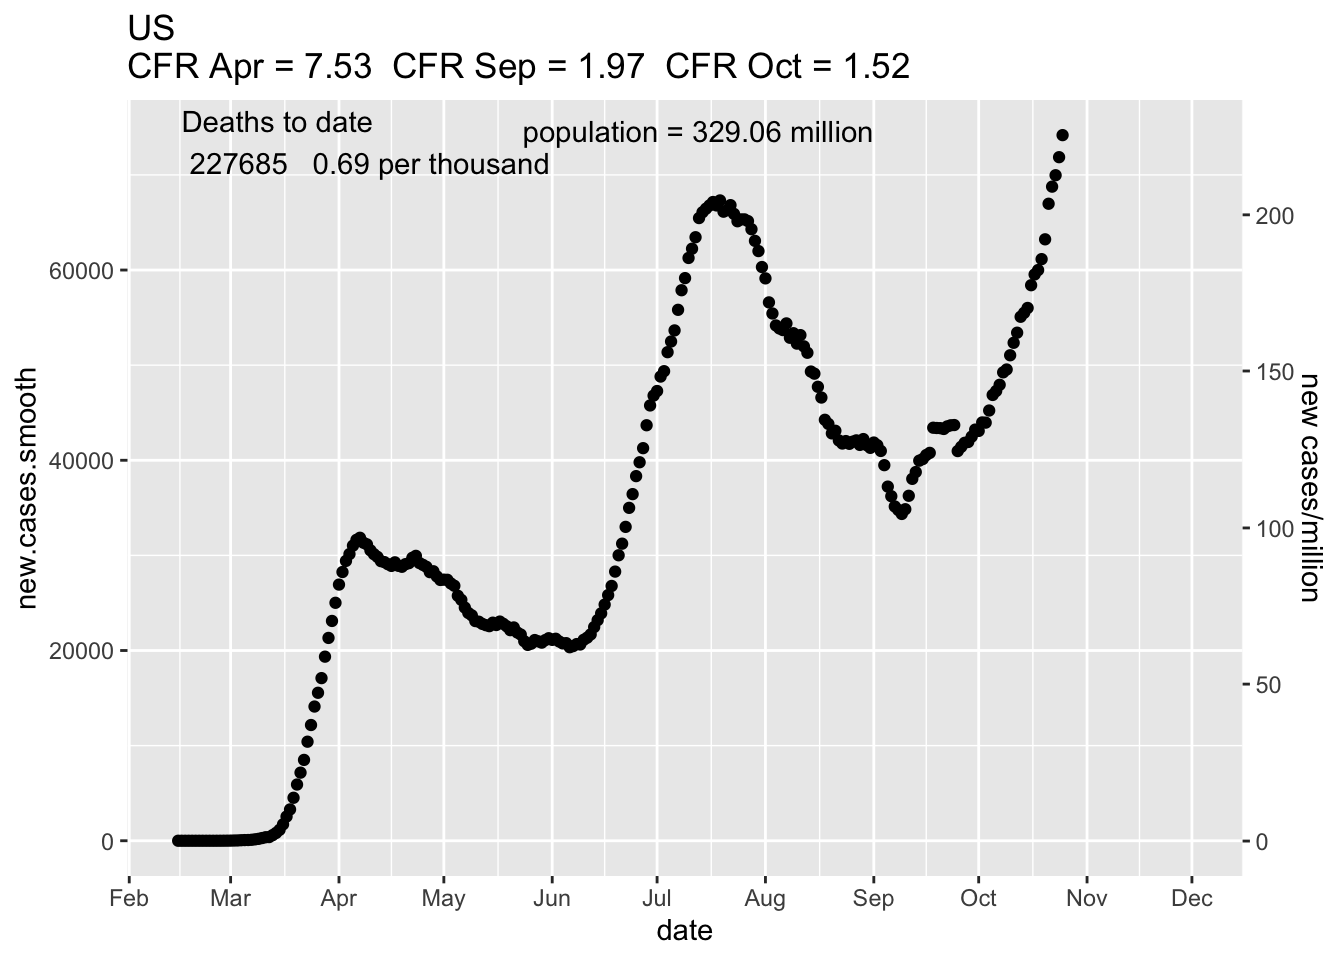 US
CFR Apr = 7.53  CFR Sep = 1.97  CFR Oct = 1.52
Deaths to date
population = 329.06 million
227685   0.69 per thousand
new.cases.smooth
60000
40000
20000
0
200
150
100
50
0
new cases/million
Feb Mar Apr May Jun Jul Aug Sep Oct Nov Dec
date